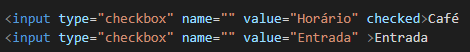 <input type="checkbox" name="" value="Horário" checked>Café
<input type="checkbox" name="" value="Entrada" >Entrada